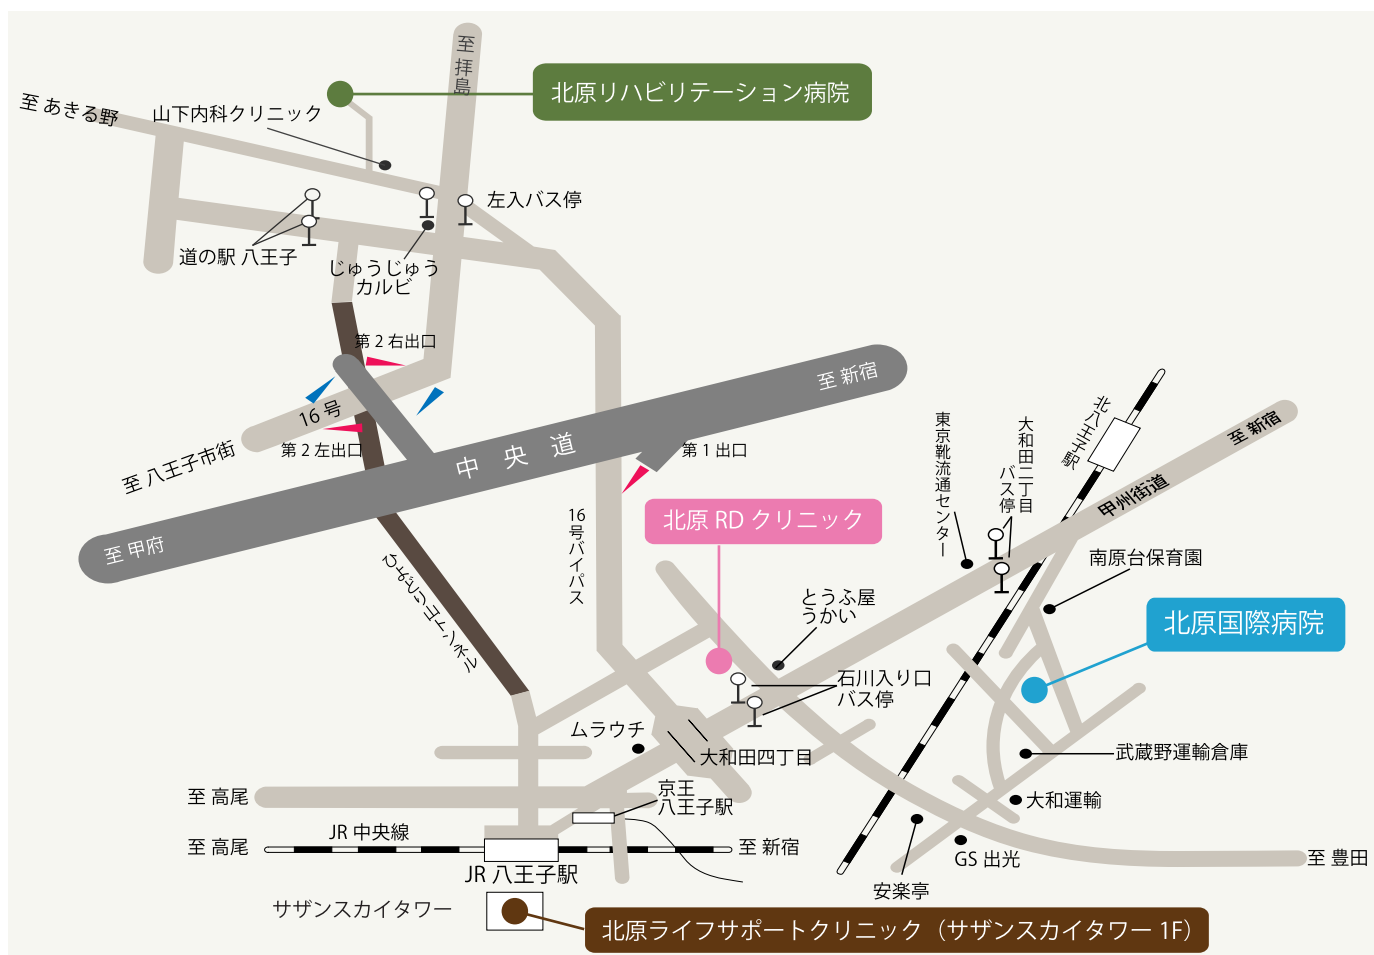 至 拝島
北原リハビリテーション病院
至 あきる野
山下内科クリニック
左入バス停
道の駅 八王子
じゅうじゅう
カルビ
第 2 右出口
16 号
第 2 左出口
至 八王子市街
中 央 道
至 新宿
至 甲府
第 1 出口
16号バイパス
ひよどり山トンネル
北原 RD クリニック
東京靴流通センター
大和田二丁目
バス停
北八王子駅
至 新宿
甲州街道
南原台保育園
とうふ屋
うかい
北原国際病院
石川入り口
バス停
ムラウチ
大和田四丁目
武蔵野運輸倉庫
京王
八王子駅
大和運輸
至 高尾
JR 中央線
至 高尾
至 新宿
GS 出光
至 豊田
JR 八王子駅
安楽亭
サザンスカイタワー
北原ライフサポートクリニック（サザンスカイタワー 1F）